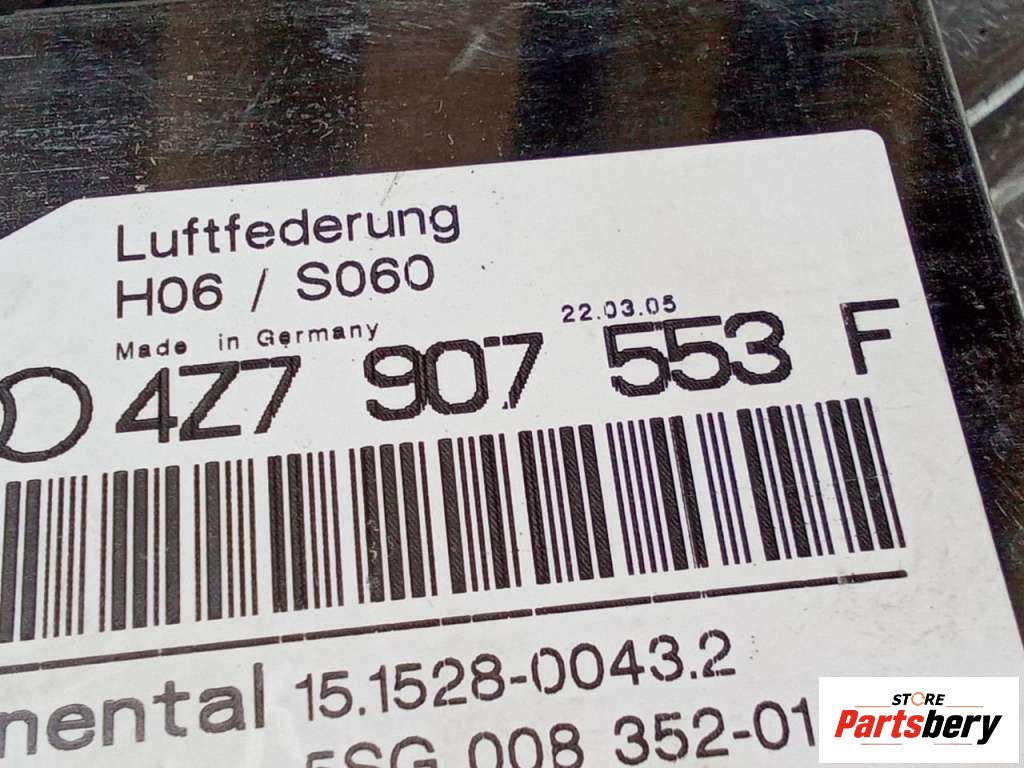 Luftfederung
H06 / S060
Made in Germany 22.03.05
4Z7 907 553 F
nental 15.1528-0043.2
5SG 008 352-01
STORE
Partsbery